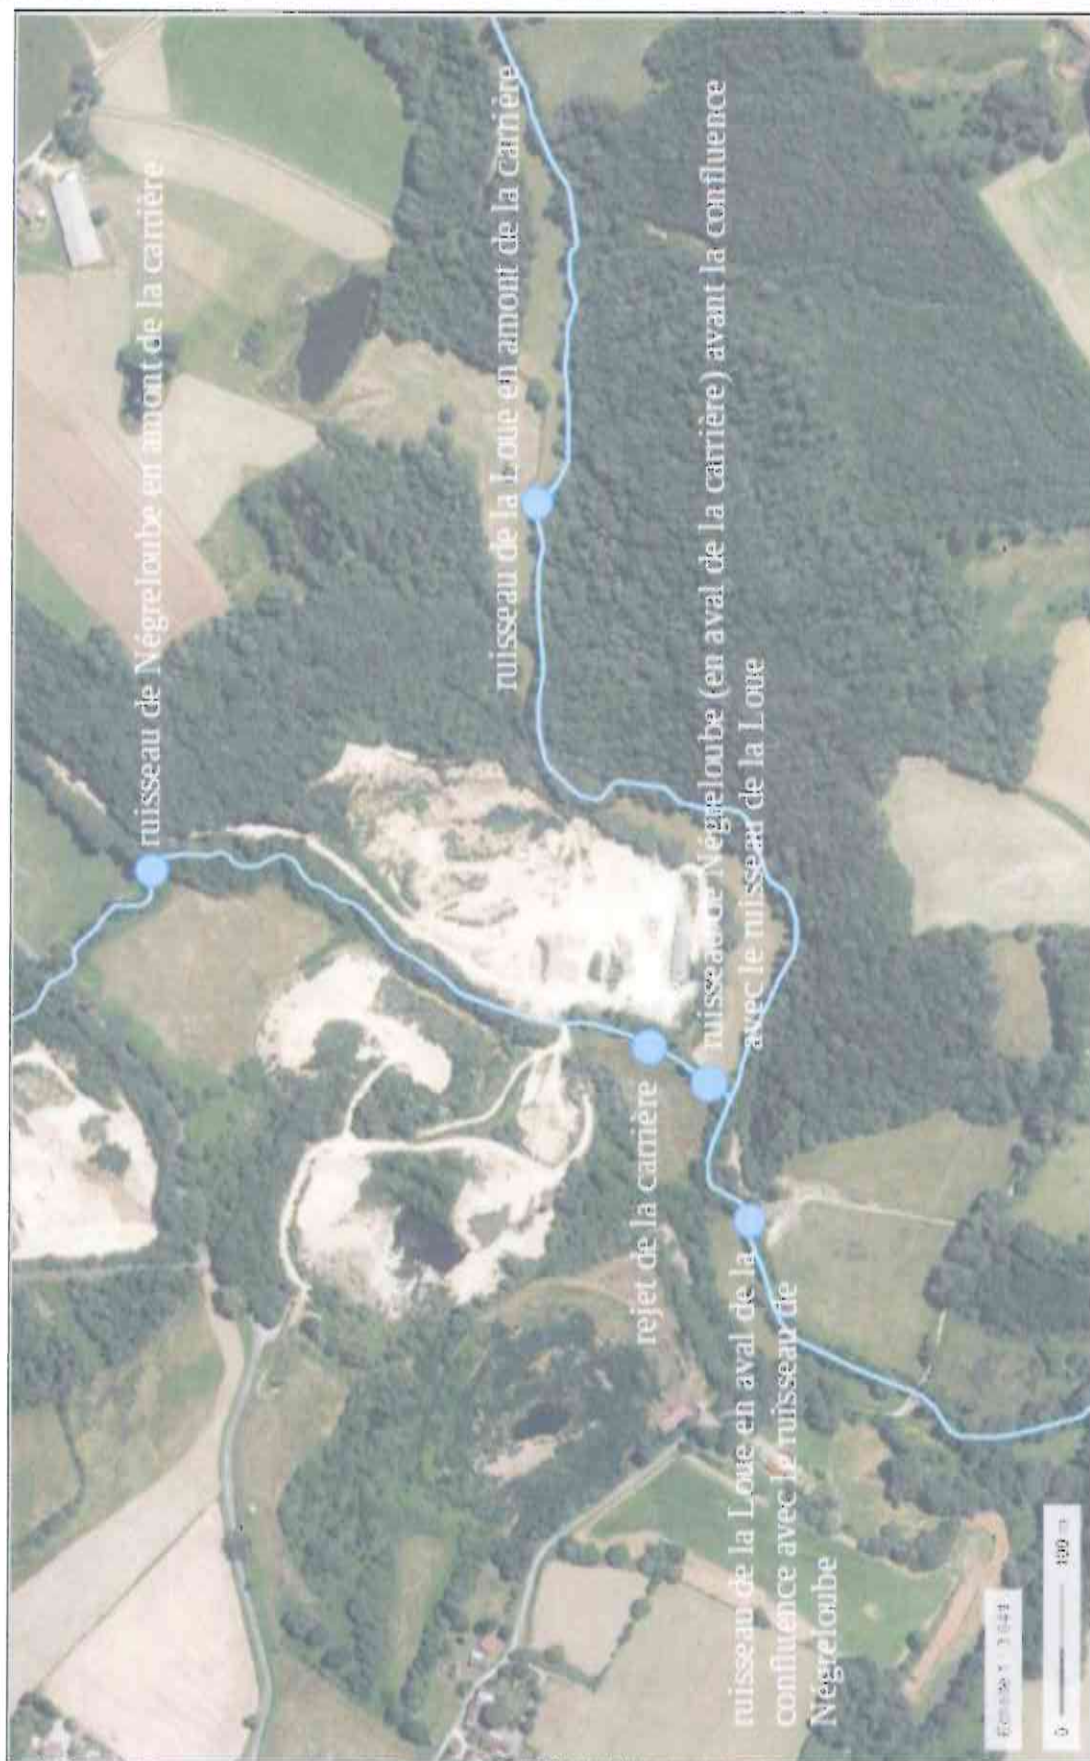 ruisseau de Négreloube en amont de la carrière
ruisseau de la Loue en amont de la carrière
ruisseau de Négreloube (en aval de la carrière) avant la confluence
avec le ruisseau de la Loue
rejet de la carrière
ruisseau de la Loue en aval de la
confluence avec le ruisseau de
Négreloube
0 100 m